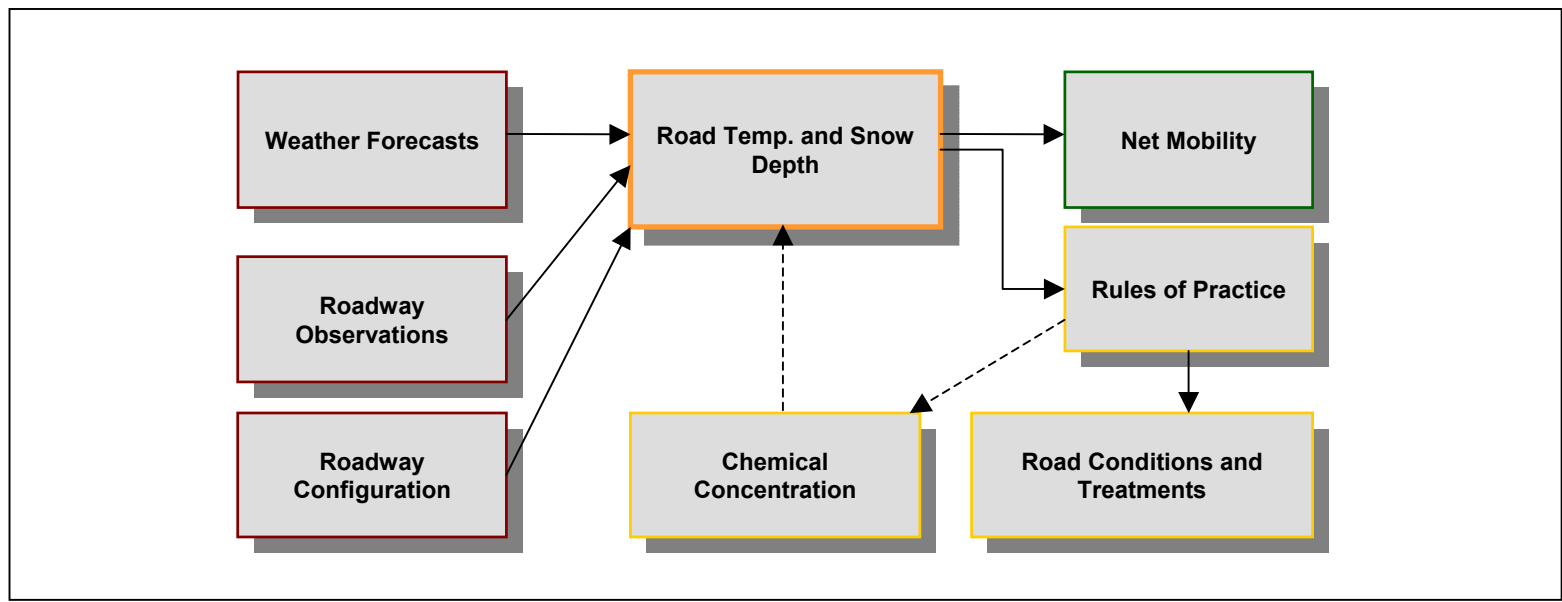 Weather Forecasts
Road Temp. and Snow
Depth
Net Mobility
Roadway
Observations
Rules of Practice
Roadway
Configuration
Chemical
Concentration
Road Conditions and
Treatments